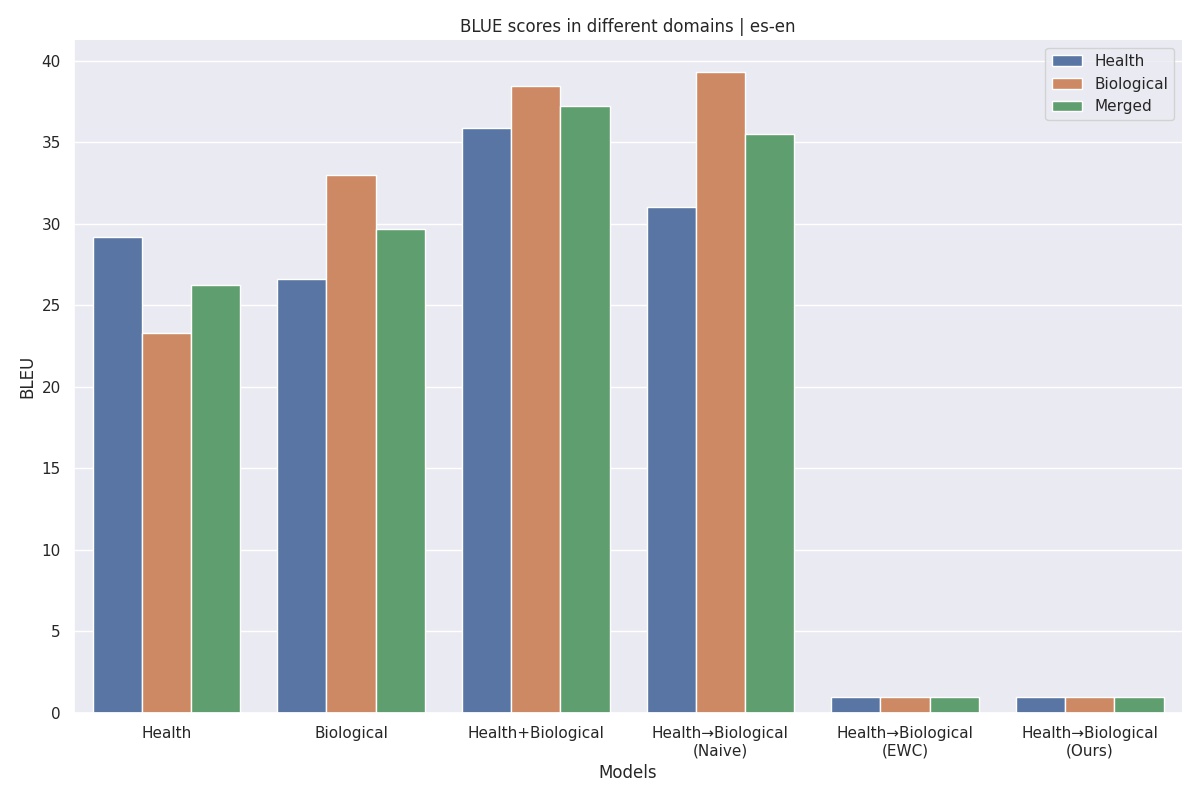 BLUE scores in different domains | es-en
Health
Biological
Merged
BLEU
40
35
30
25
20
15
10
5
0
Health
Biological
Health+Biological
Health→Biological
(Naive)
Health→Biological
(EWC)
Health→Biological
(Ours)
Models